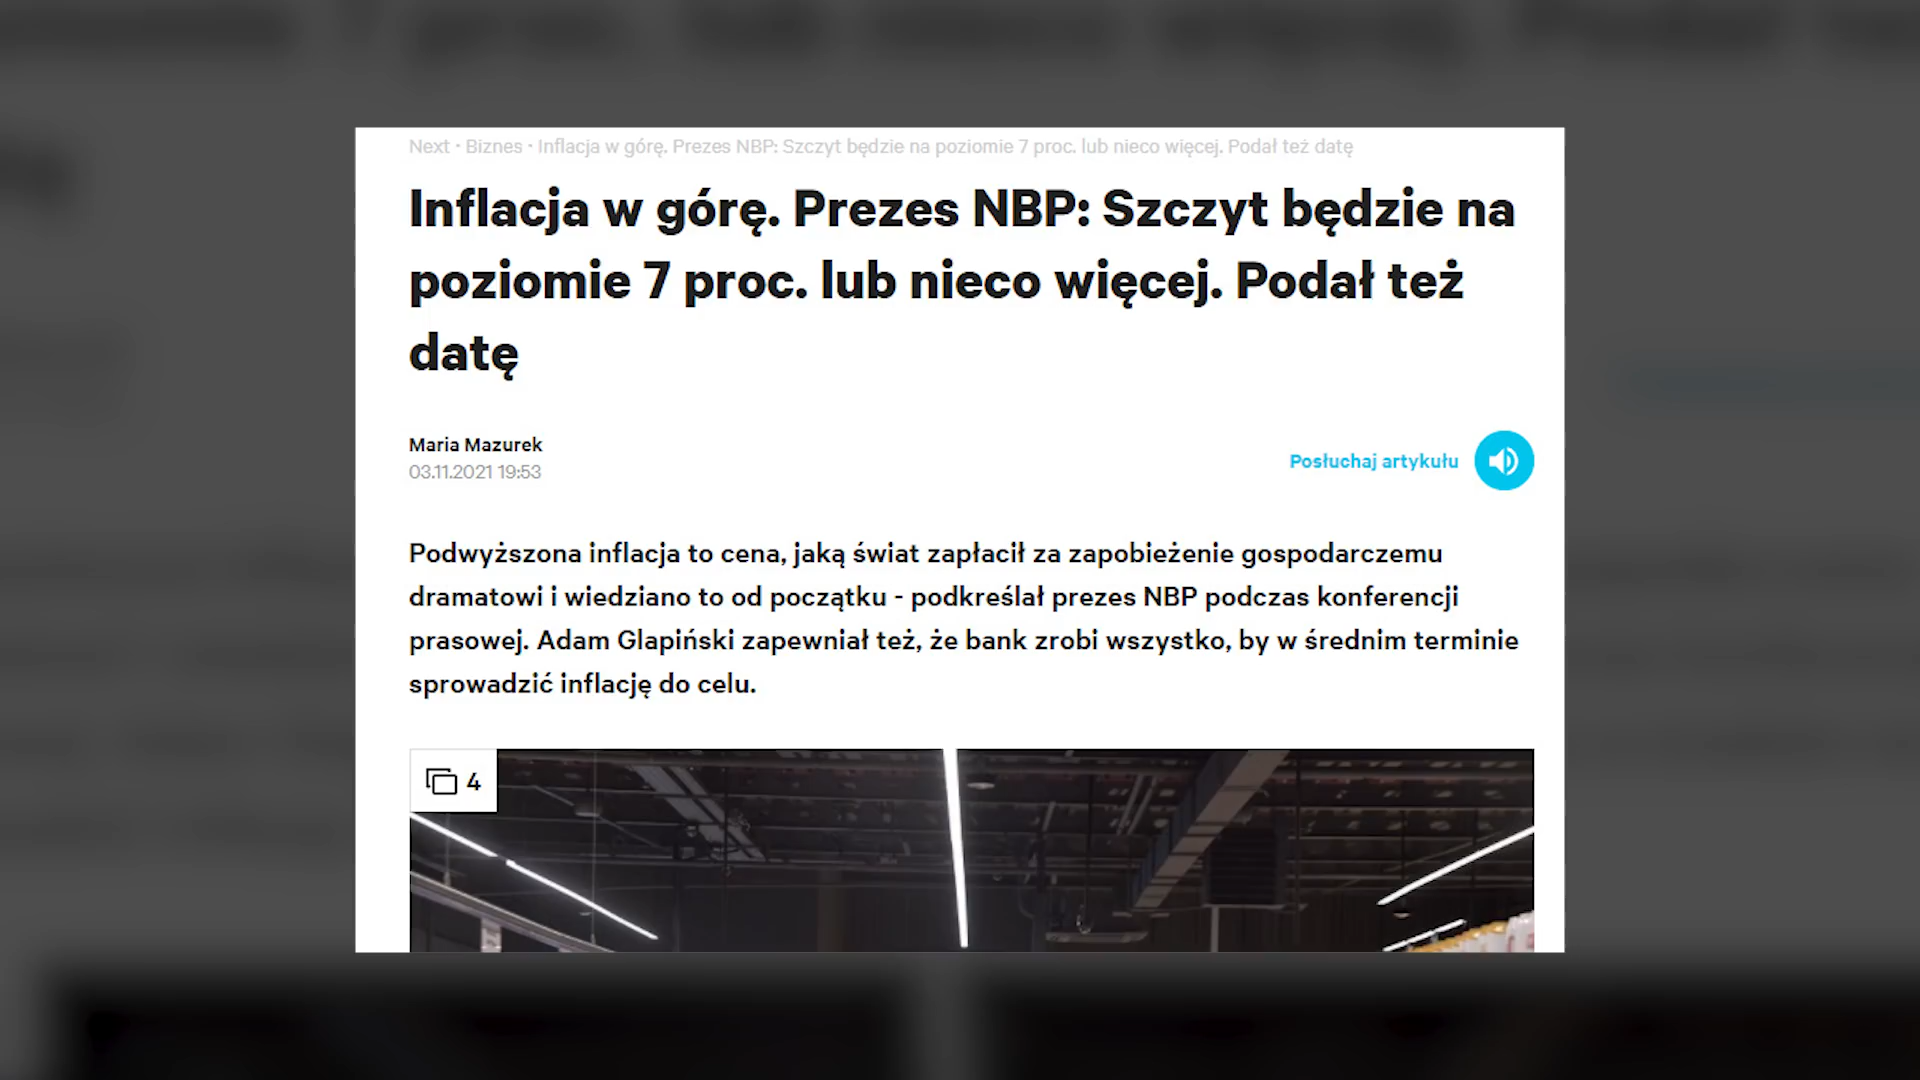 Next · Biznes · Inflacja w górę. Prezes NBP: Szczyt będzie na poziomie 7 proc. lub nieco więcej. Podał też datę
Inflacja w górę. Prezes NBP: Szczyt będzie na
poziomie 7 proc. lub nieco więcej. Podał też
datę
Maria Mazurek
03.11.2021 19:53
Posłuchaj artykułu
Podwyższona inflacja to cena, jaką świat zapłacił za zapobieżenie gospodarczemu
dramatowi i wiedziano to od początku - podkreślał prezes NBP podczas konferencji
prasowej. Adam Glapiński zapewniał też, że bank zrobi wszystko, by w średnim terminie
sprowadzić inflację do celu.
4